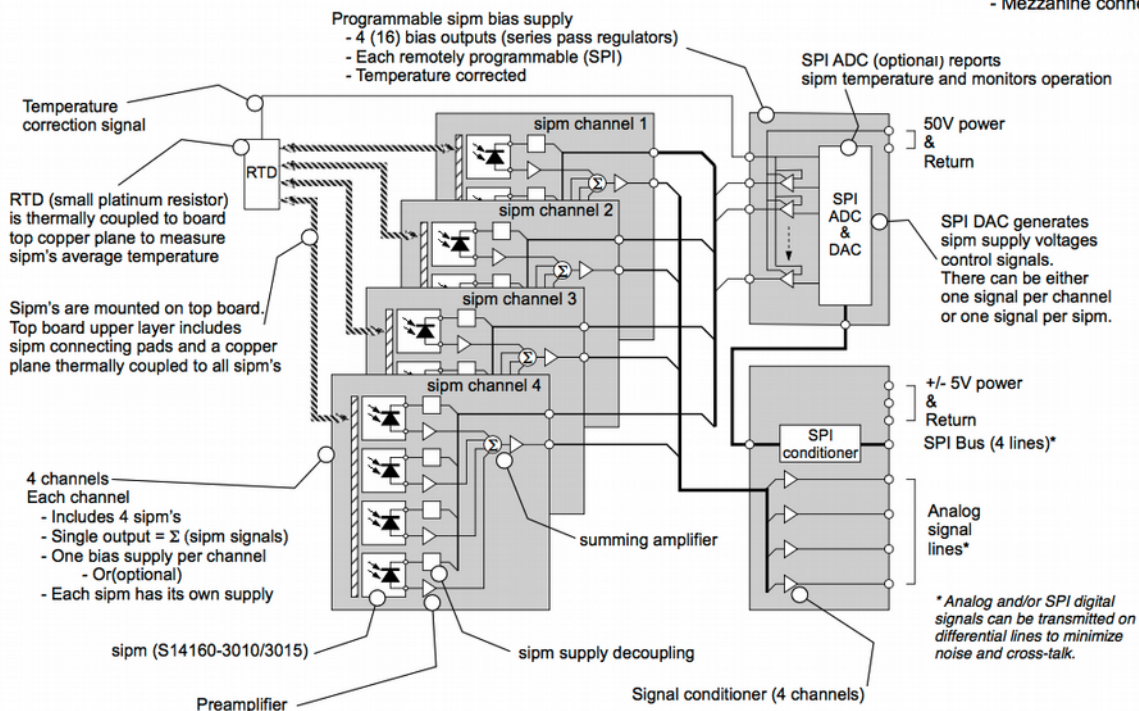 - Mezzanine conne
Programmable sipm bias supply
- 4 (16) bias outputs (series pass regulators)
- Each remotely programmable (SPI)
- Temperature corrected
SPI ADC (optional) reports
sipm temperature and monitors operation
Temperature
correction signal
sipm channel 1
50V power
&
Return
RTD
SPI
ADC
&
DAC
RTD (small platinum resistor)
is thermally coupled to board
top copper plane to measure
sipm's average temperature
sipm channel 2
SPI DAC generates
sipm supply voltages
control signals.
There can be either
one signal per channel
or one signal per sipm.
Sipm's are mounted on top board.
Top board upper layer includes
sipm connecting pads and a copper
plane thermally coupled to all sipm's
sipm channel 3
sipm channel 4
+/- 5V power
&
Return
SPI
conditioner
SPI Bus (4 lines)*
Σ
Σ
Σ
Σ
4 channels
Each channel
- Includes 4 sipm's
- Single output = Σ (sipm signals)
- One bias supply per channel
- Or(optional)
- Each sipm has its own supply
summing amplifier
Analog
signal
lines*
* Analog and/or SPI digital
signals can be transmitted on
differential lines to minimize
noise and cross-talk.
sipm (S14160-3010/3015)
sipm supply decoupling
Preamplifier
Signal conditioner (4 channels)